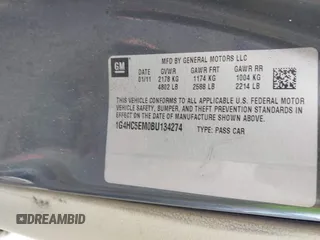 GM
MFD BY GENERAL MOTORS LLC
DATE GVWR GAWR FRT GAWR RR
01/11 2178 KG 1174 KG 1004 KG
4802 LB 2588 LB 2214 LB
THIS VEHICLE CONFORMS TO ALL APPLICABLE U.S. FEDERAL MOTOR
VEHICLE SAFETY, BUMPER, AND THEFT PREVENTION STANDARDS
IN EFFECT ON THE DATE OF MANUFACTURE SHOWN ABOVE.
1G4HC5EM0BU134274 TYPE: PASS CAR
DREAMBID